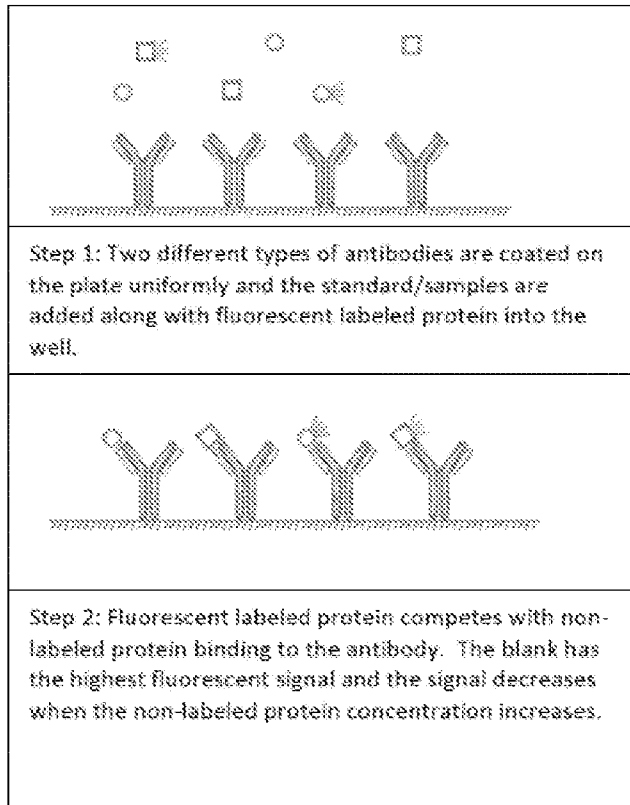 Step 1: Two different types of antibodies are coated on
the plate uniformly and the standard/samples are
added along with fluorescent labeled protein into the
well.
Step 2: Fluorescent labeled protein competes with non-
labeled protein binding to the antibody.  The blank has
the highest fluorescent signal and the signal decreases
when the non-labeled protein concentration increases.